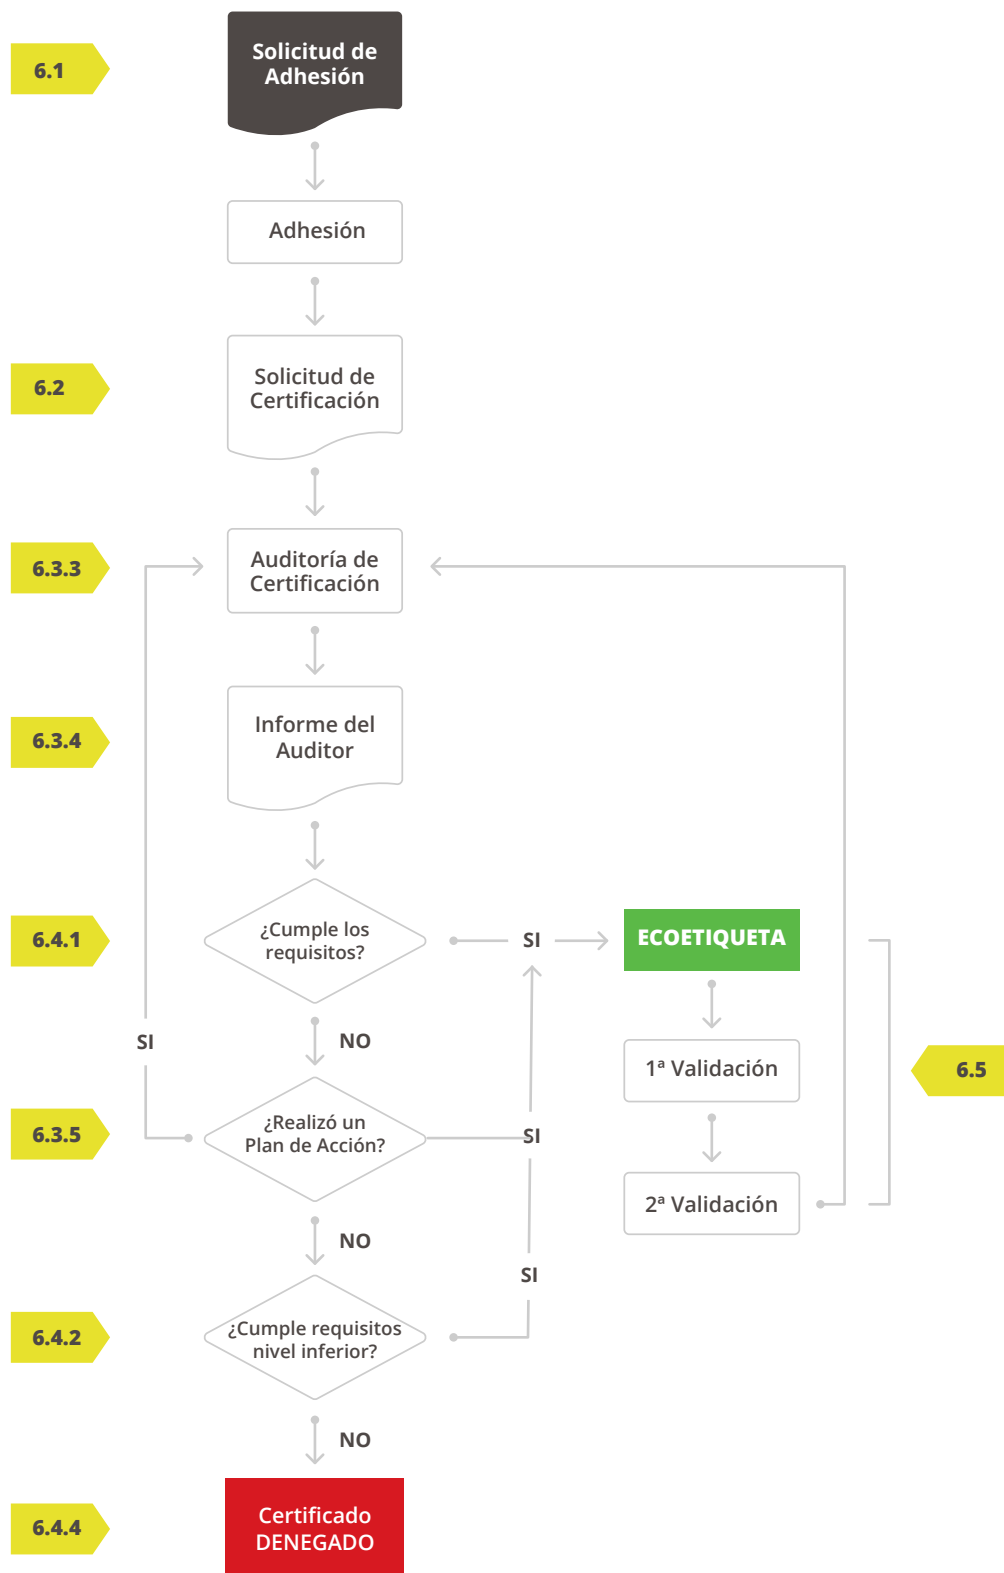 6.1
Solicitud de
Adhesión
Adhesión
6.2
Solicitud de
Certificación
6.3.3
Auditoría de
Certificación
6.3.4
Informe del
Auditor
6.4.1
¿Cumple los
requisitos?
SI
ECOETIQUETA
SI
NO
1ª Validación
6.5
6.3.5
¿Realizó un
Plan de Acción?
SI
2ª Validación
NO
SI
6.4.2
¿Cumple requisitos
nivel inferior?
NO
6.4.4
Certificado
DENEGADO